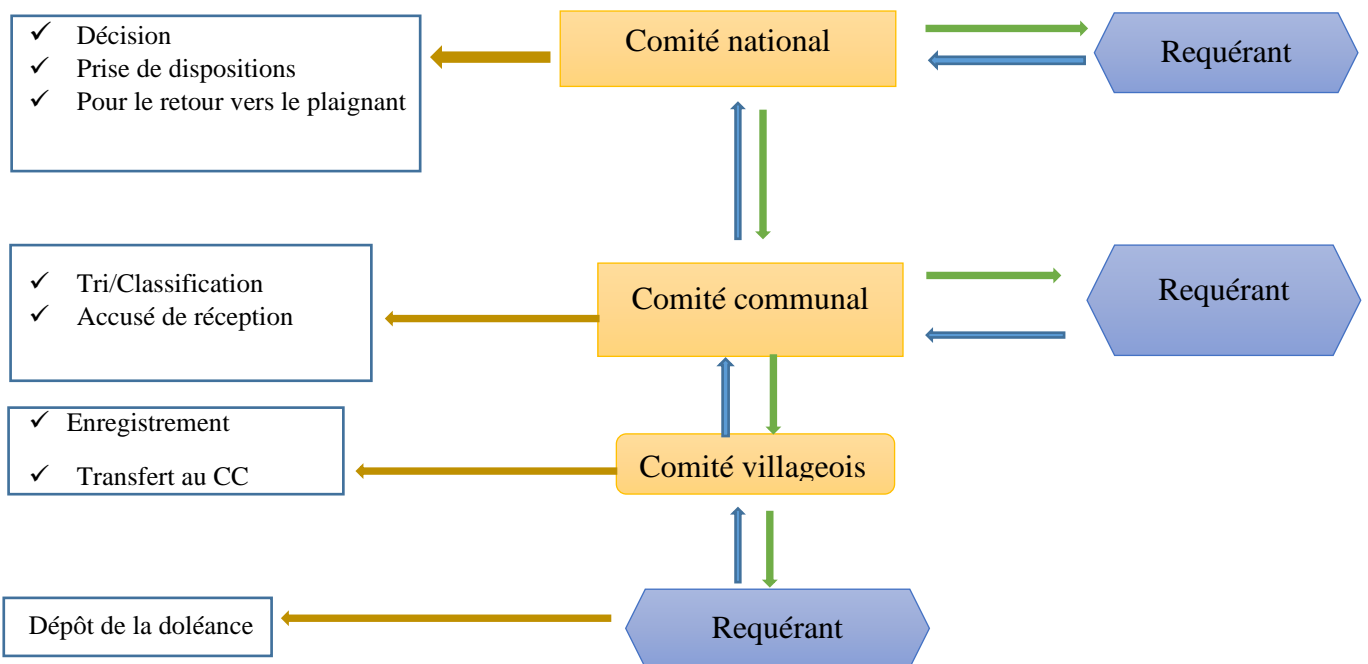 ✓ Décision
✓ Prise de dispositions
✓ Pour le retour vers le plaignant
Comité national
Requérant
✓ Tri/Classification
✓ Accusé de réception
Comité communal
Requérant
✓ Enregistrement
✓ Transfert au CC
Comité villageois
Dépôt de la doléance
Requérant